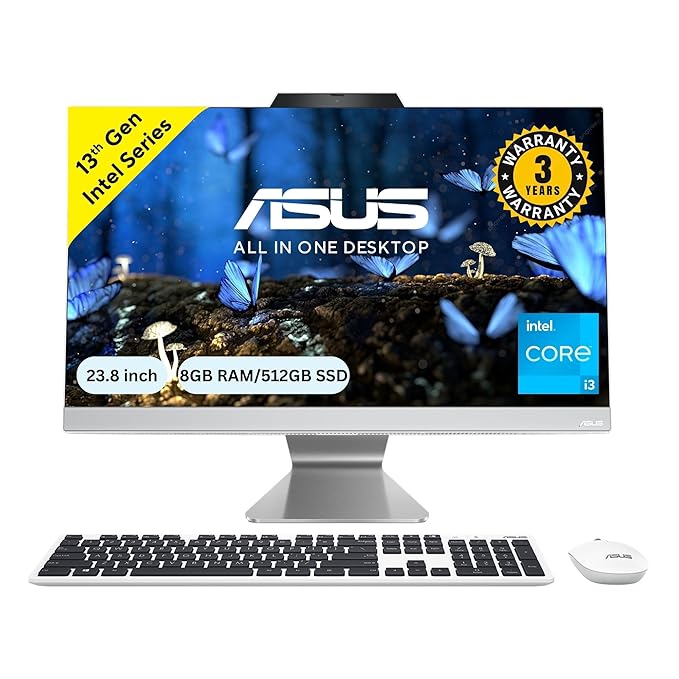 13th Gen
Intel Series
WARRANTY
3
YEARS
WARRANTY
ASUS
ALL IN ONE DESKTOP
intel.
CORE
i3
23.8 inch
8GB RAM/512GB SSD
ASUS
ASUS
ASUS